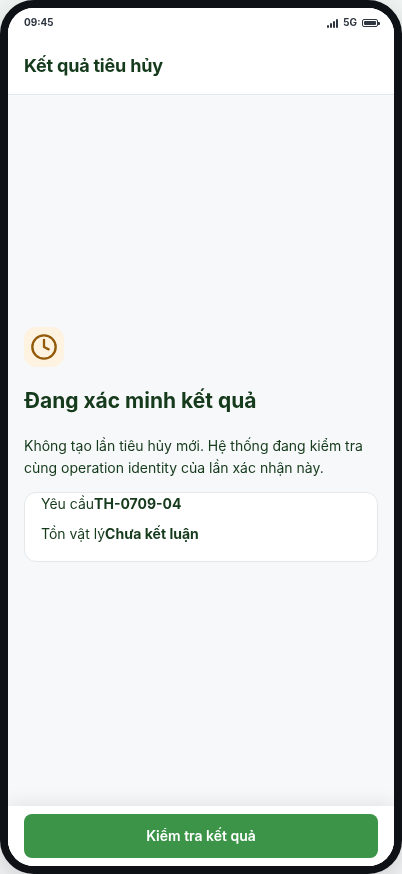 09:45 5G
Kết quả tiêu hủy
Đang xác minh kết quả
Không tạo lần tiêu hủy mới. Hệ thống đang kiểm tra
cùng operation identity của lần xác nhận này.
Yêu cầuTH-0709-04
Tồn vật lýChưa kết luận
Kiểm tra kết quả